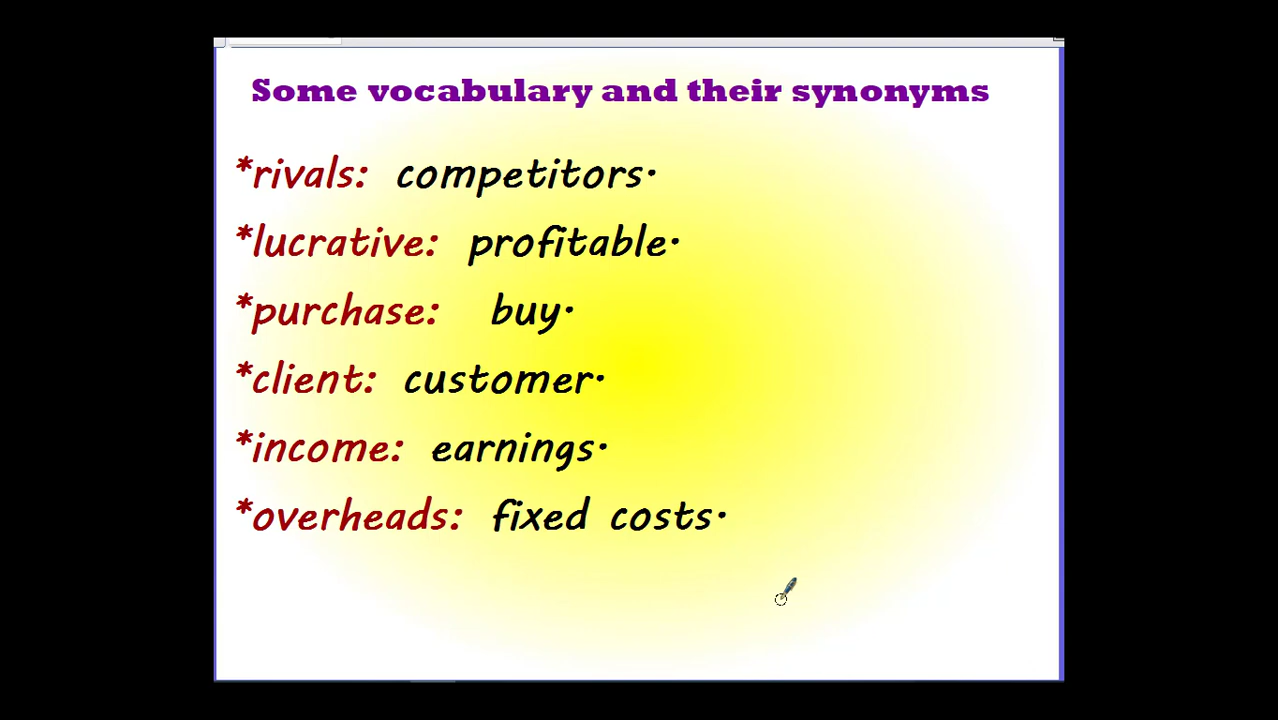 Some vocabulary and their synonyms
*rivals: competitors.
*lucrative: profitable.
*purchase: buy.
*client: customer.
*income: earnings.
*overheads: fixed costs.